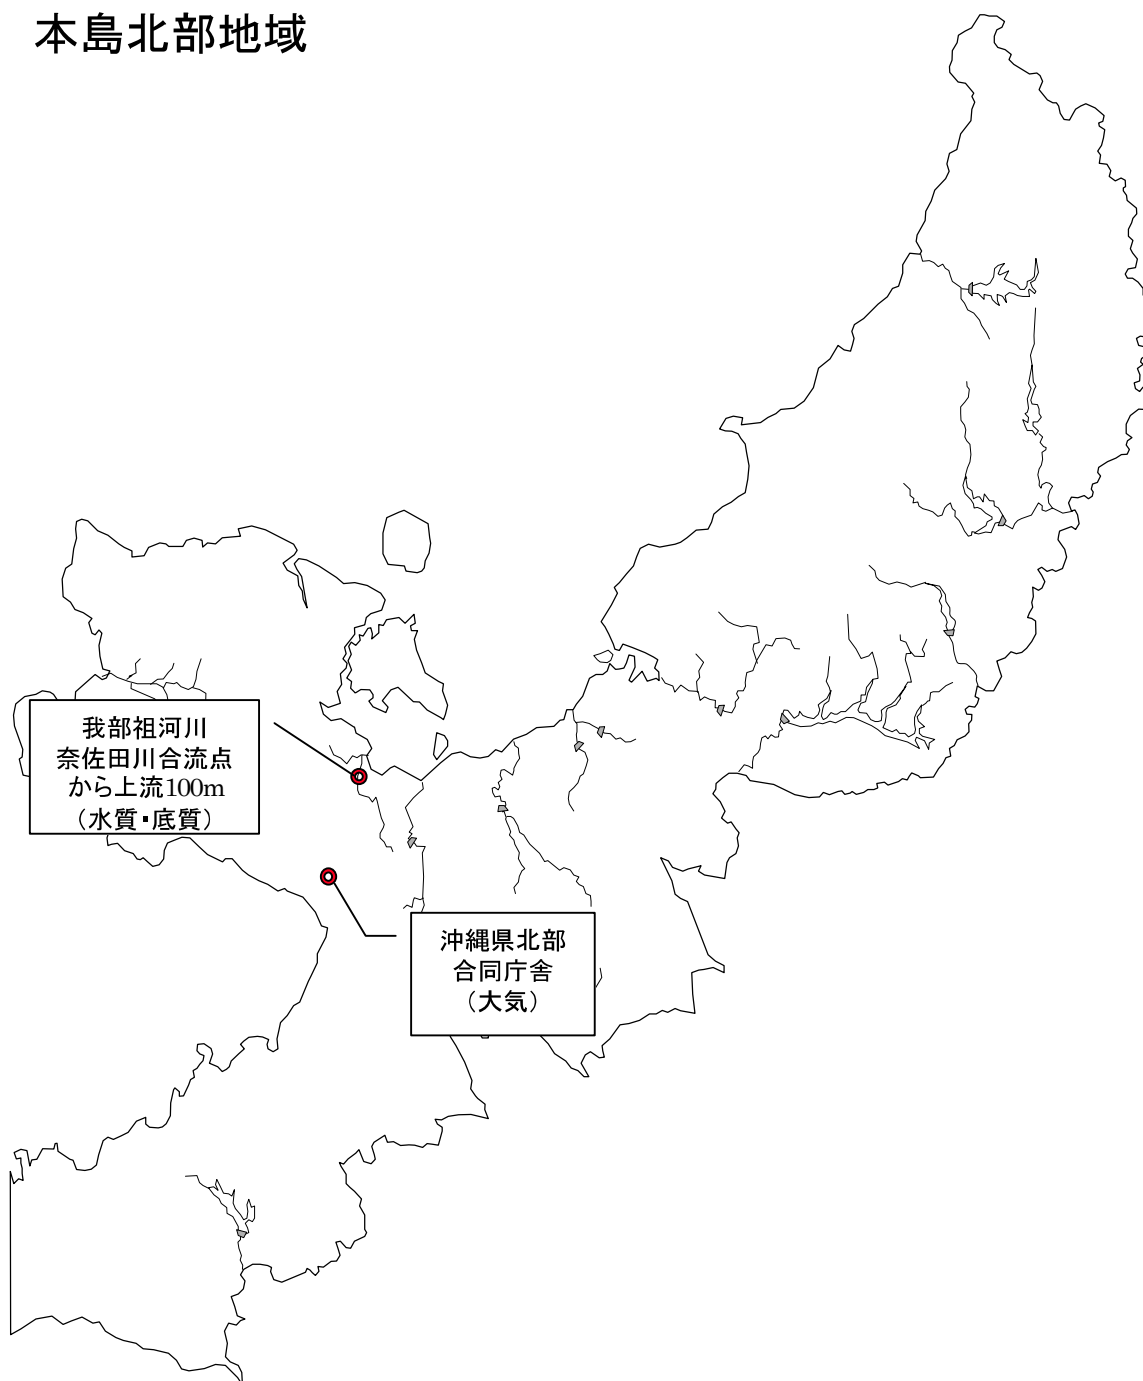 本島北部地域
我部祖河川
奈佐田川合流点
から上流100m
（水質・底質）
沖縄県北部
合同庁舎
（大気）